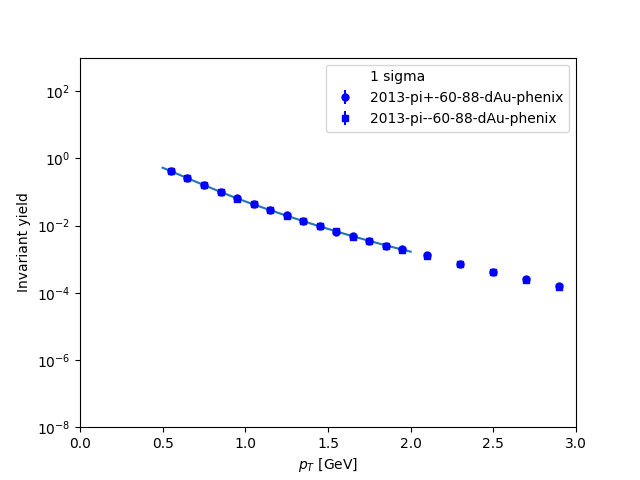 1 sigma
2013-pi+-60-88-dAu-phenix
2013-pi--60-88-dAu-phenix
10^2
10^0
10^-2
10^-4
10^-6
10^-8
Invariant yield
0.0 0.5 1.0 1.5 2.0 2.5 3.0
p_T [GeV]